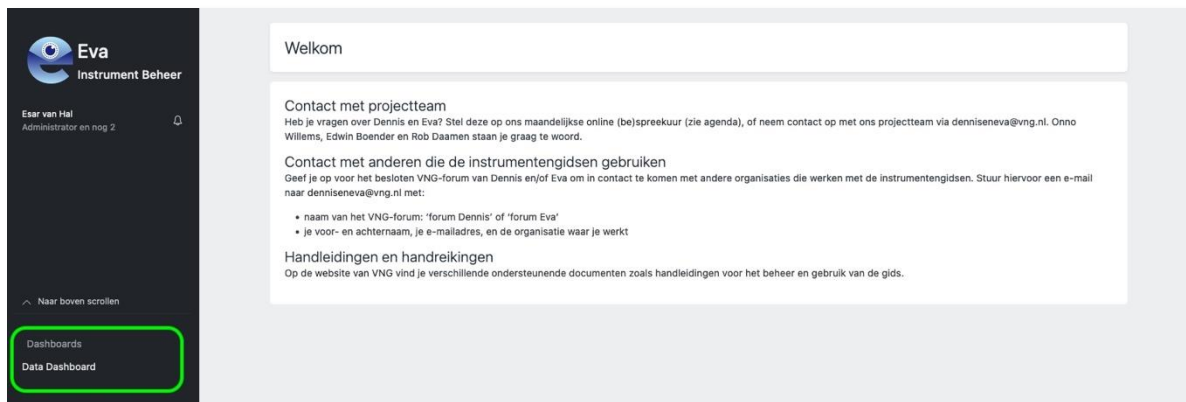 Eva
Instrument Beheer
Esar van Hal
Administrator en nog 2
Naar boven scrollen
Dashboards
Data Dashboard
Welkom
Contact met projectteam
Heb je vragen over Dennis en Eva? Stel deze op ons maandelijkse online (be)spreekuur (zie agenda), of neem contact op met ons projectteam via denniseneva@vng.nl. Onno
Willems, Edwin Boender en Rob Daamen staan je graag te woord.
Contact met anderen die de instrumentengidsen gebruiken
Geef je op voor het besloten VNG-forum van Dennis en/of Eva om in contact te komen met andere organisaties die werken met de instrumentengidsen. Stuur hiervoor een e-mail
naar denniseneva@vng.nl met:
• naam van het VNG-forum: ‘forum Dennis’ of ‘forum Eva’
• je voor- en achternaam, je e-mailadres, en de organisatie waar je werkt
Handleidingen en handreikingen
Op de website van VNG vind je verschillende ondersteunende documenten zoals handleidingen voor het beheer en gebruik van de gids.